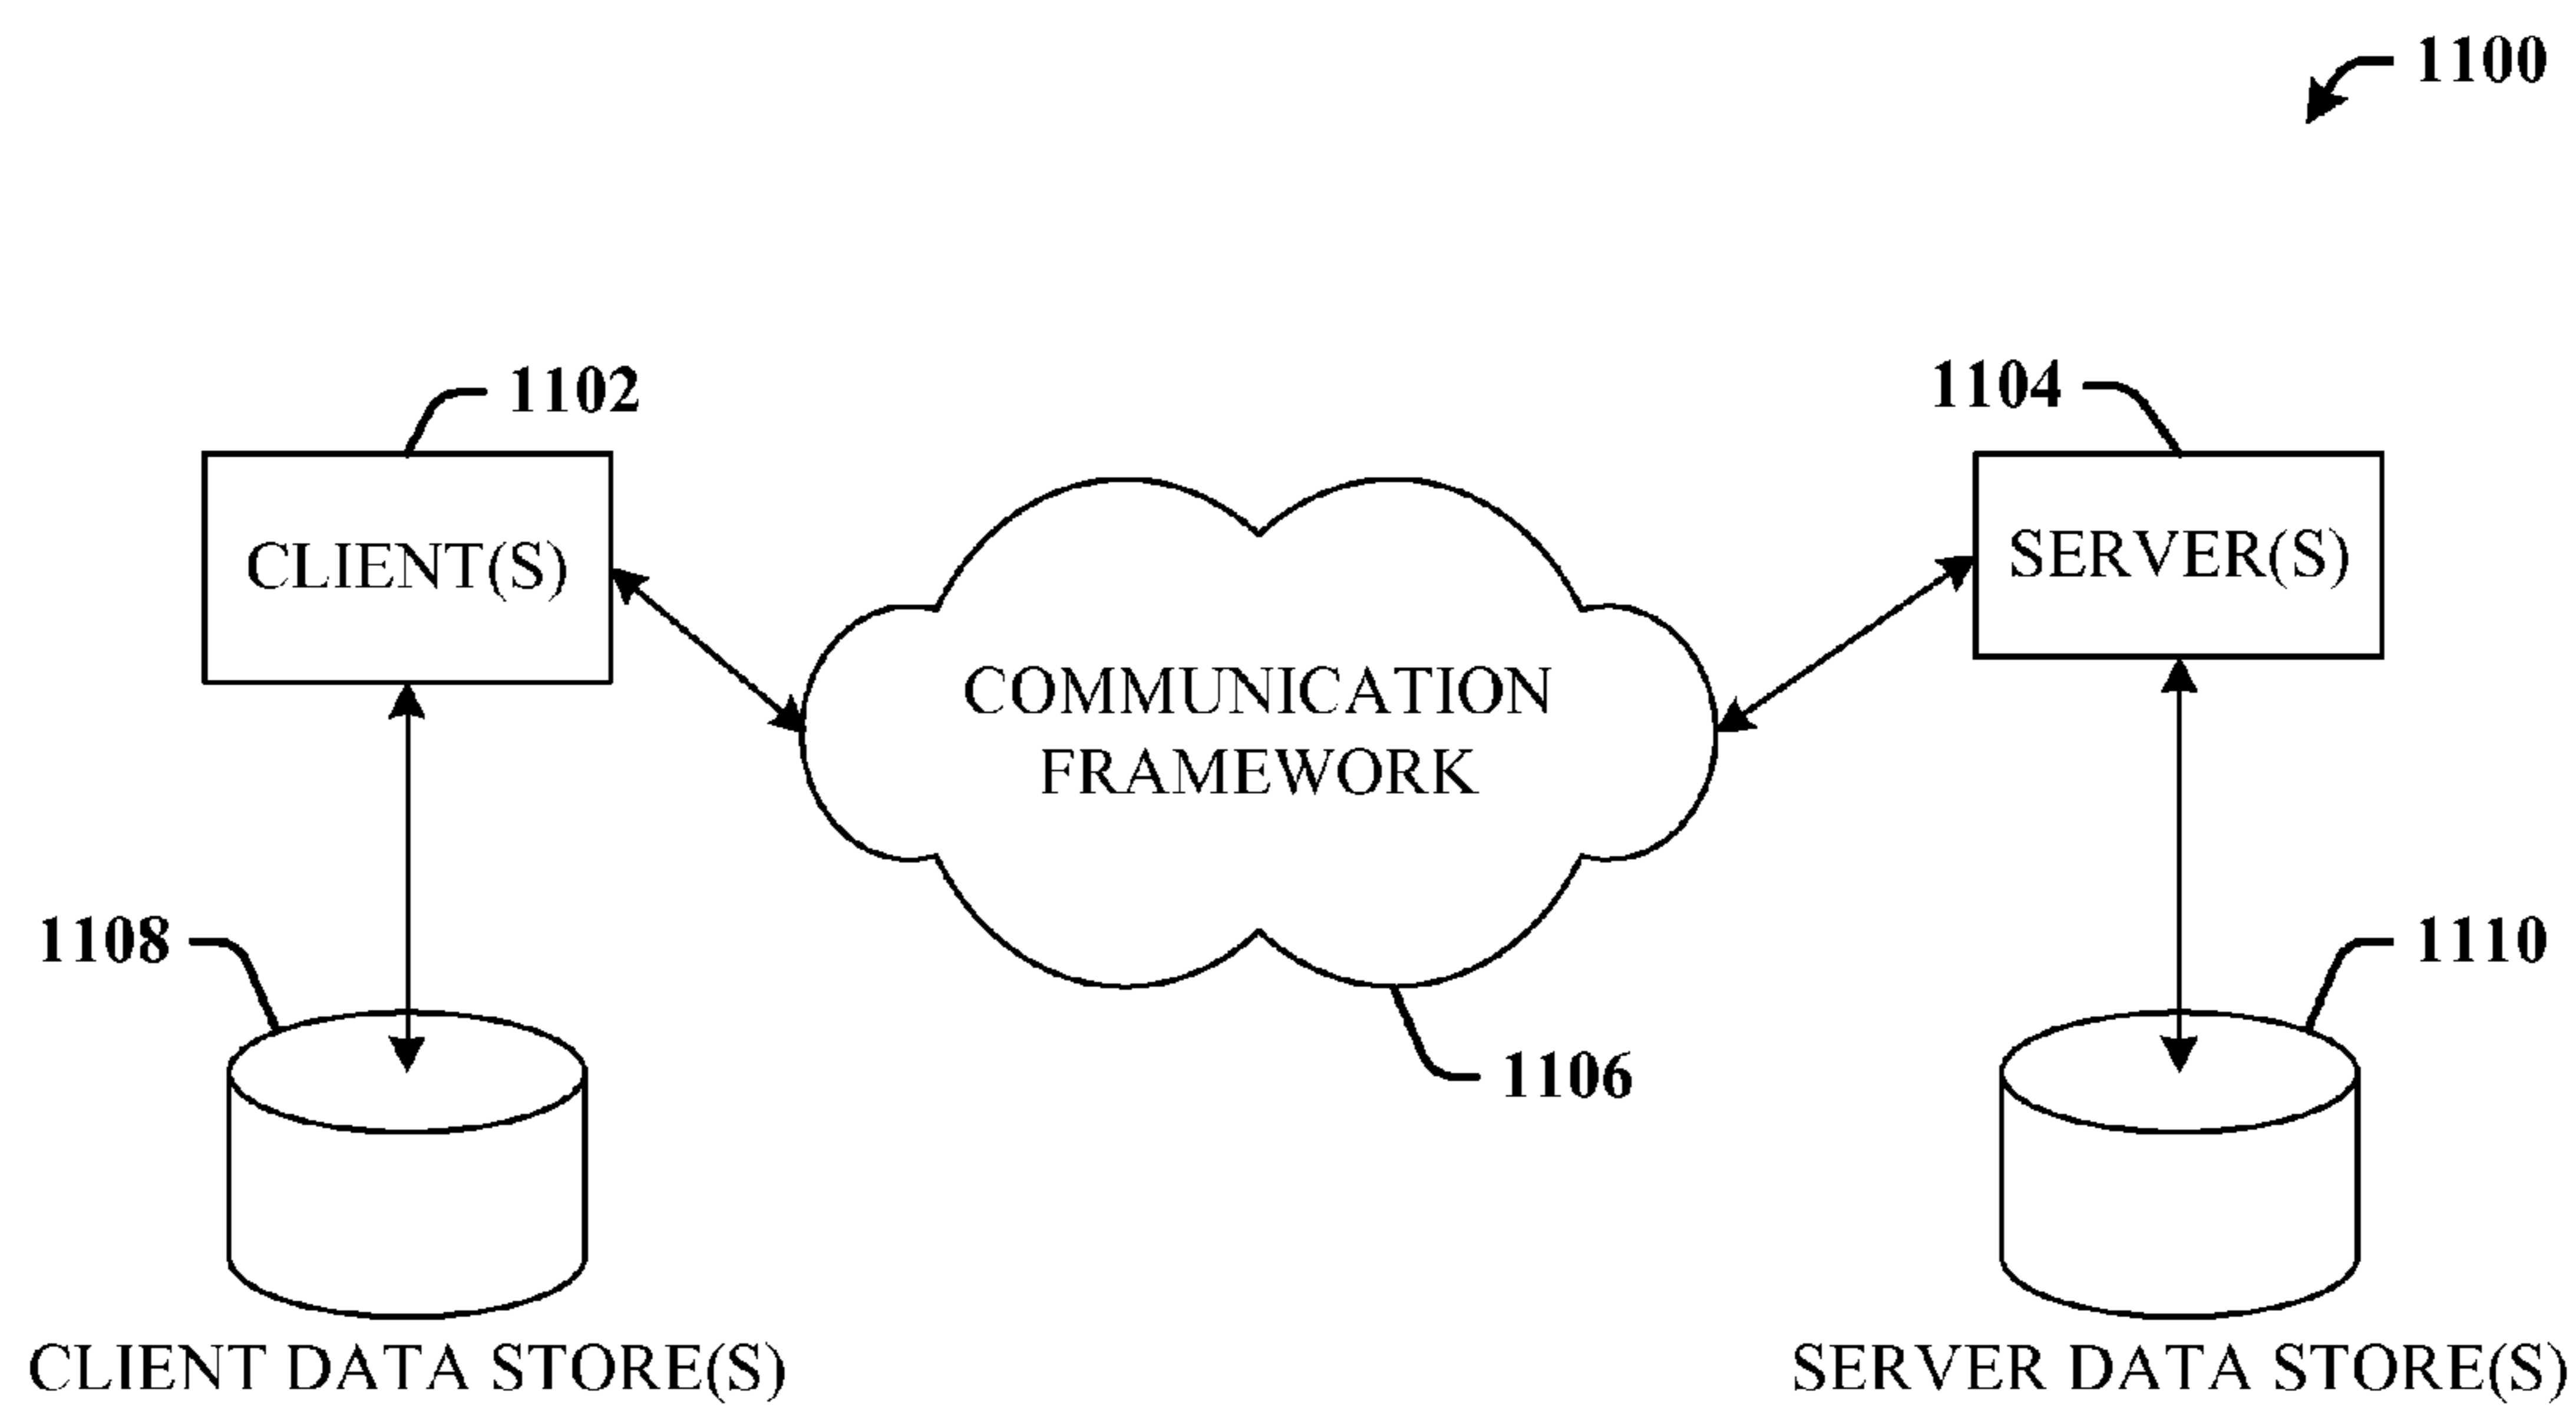 1100
1102
1104
CLIENT(S)
SERVER(S)
COMMUNICATION
FRAMEWORK
1108
1110
1106
CLIENT DATA STORE(S)
SERVER DATA STORE(S)